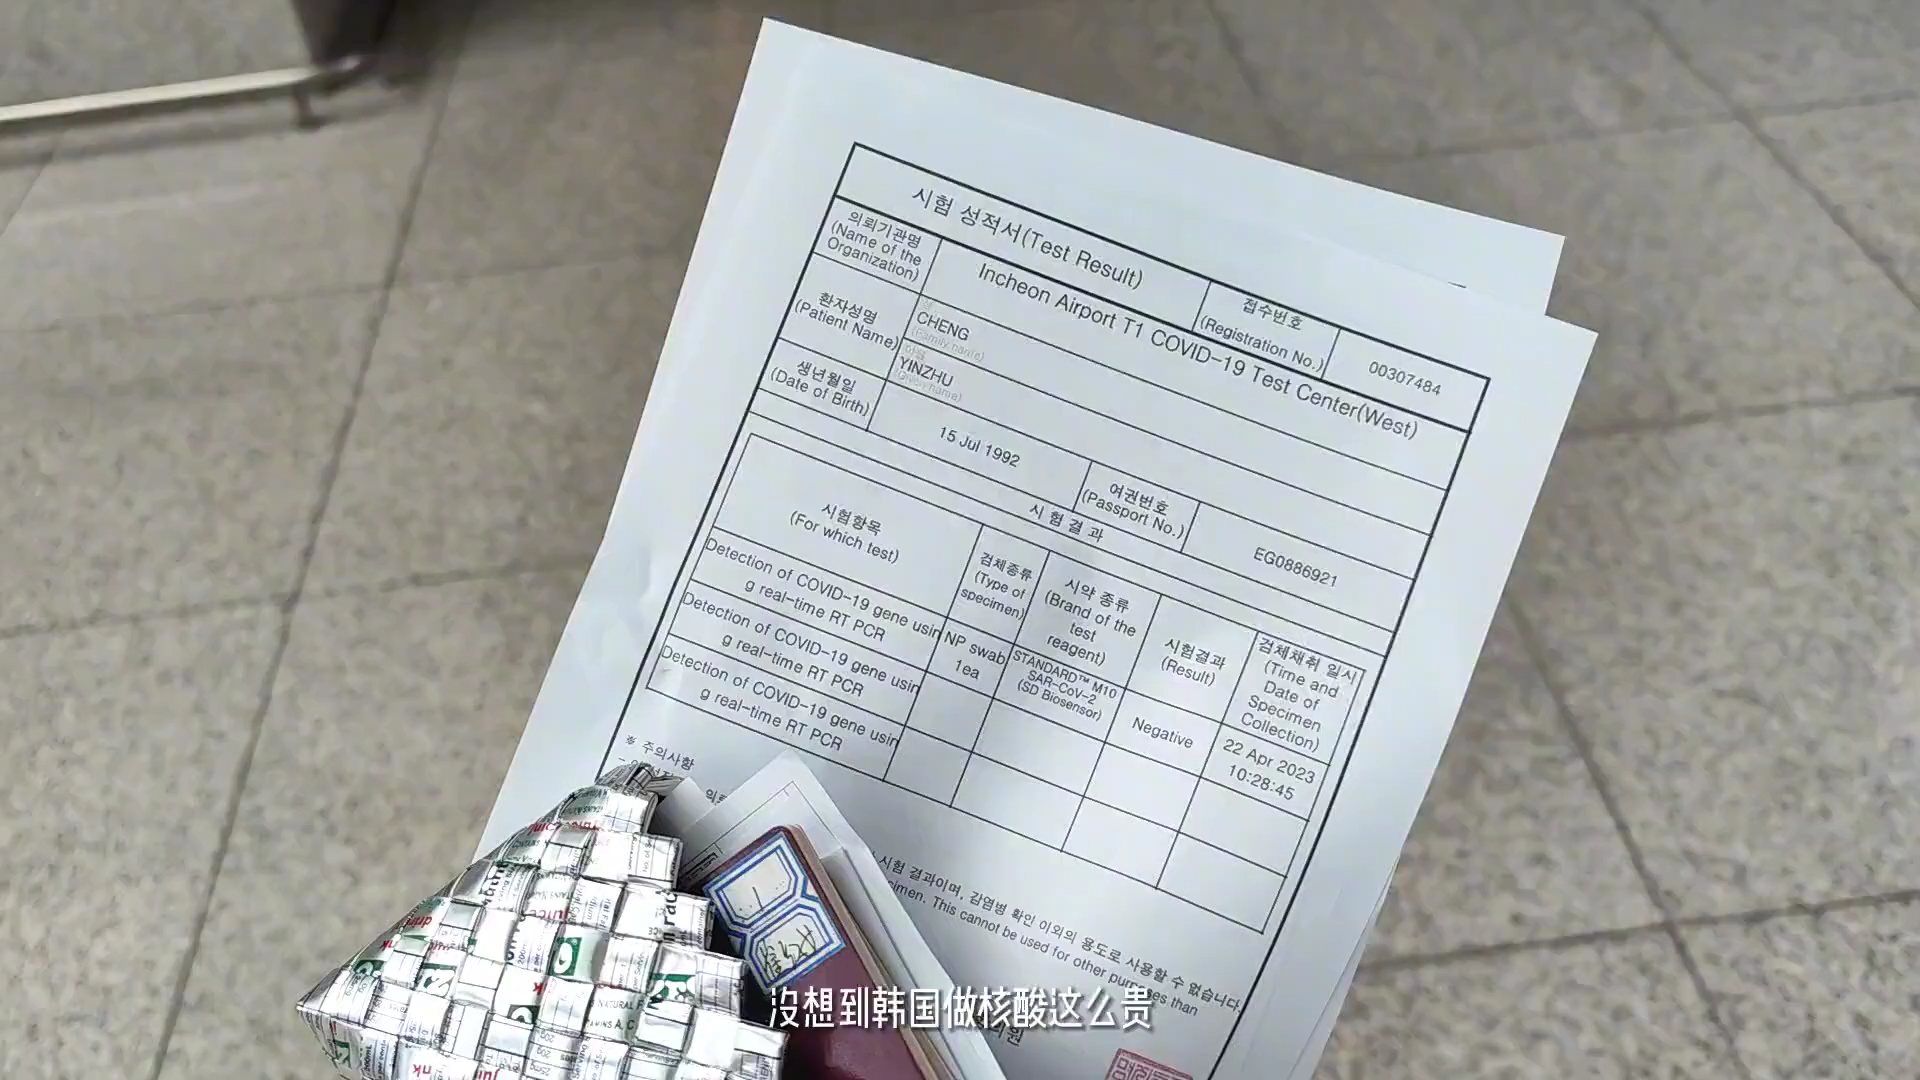 시험 성적서(Test Result)
접수번호
(Registration No.)
00307484
의뢰기관명
(Name of the
Organization)
Incheon Airport T1 COVID-19 Test Center(West)
환자성명
(Patient Name)
성
CHENG
(Family name)
이름
YINZHU
(Given name)
생년월일
(Date of Birth)
15 Jul 1992
여권번호
(Passport No.)
EG0886921
시 험 결 과
시험항목
(For which test)
검체종류
(Type of
specimen)
시약 종류
(Brand of the
test
reagent)
시험결과
(Result)
검체채취 일시
(Time and
Date of
Specimen
Collection)
Detection of COVID-19 gene usin
g real-time RT PCR
NP swab
1ea
STANDARD™ M10
SAR-CoV-2
(SD Biosensor)
Negative
22 Apr 2023
10:28:45
Detection of COVID-19 gene usin
g real-time RT PCR
Detection of COVID-19 gene usin
g real-time RT PCR
※ 주의사항
시험 결과이며, 감염병 확인 이외의 용도로 사용할 수 없습니다.
This cannot be used for other purposes than
没想到韩国做核酸这么贵